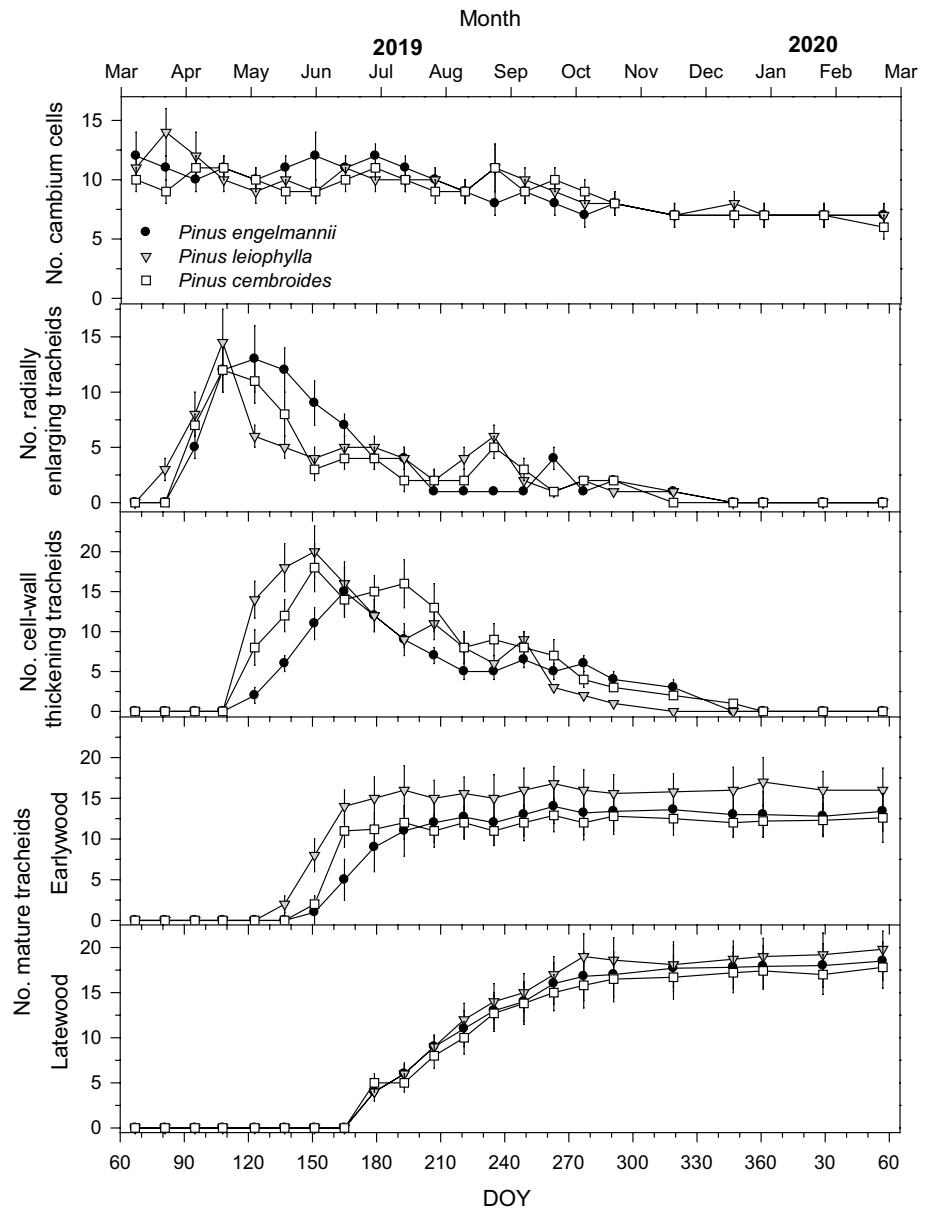 Month
2019
2020
Mar Apr May Jun Jul Aug Sep Oct Nov Dec Jan Feb Mar
No. cambium cells
15
10
5
0
Pinus engelmannii
Pinus leiophylla
Pinus cembroides
No. radially
enlarging tracheids
15
10
5
0
No. cell-wall
thickening tracheids
20
15
10
5
0
No. mature tracheids
Earlywood
20
15
10
5
0
Latewood
20
15
10
5
0
60 90 120 150 180 210 240 270 300 330 360 30 60
DOY